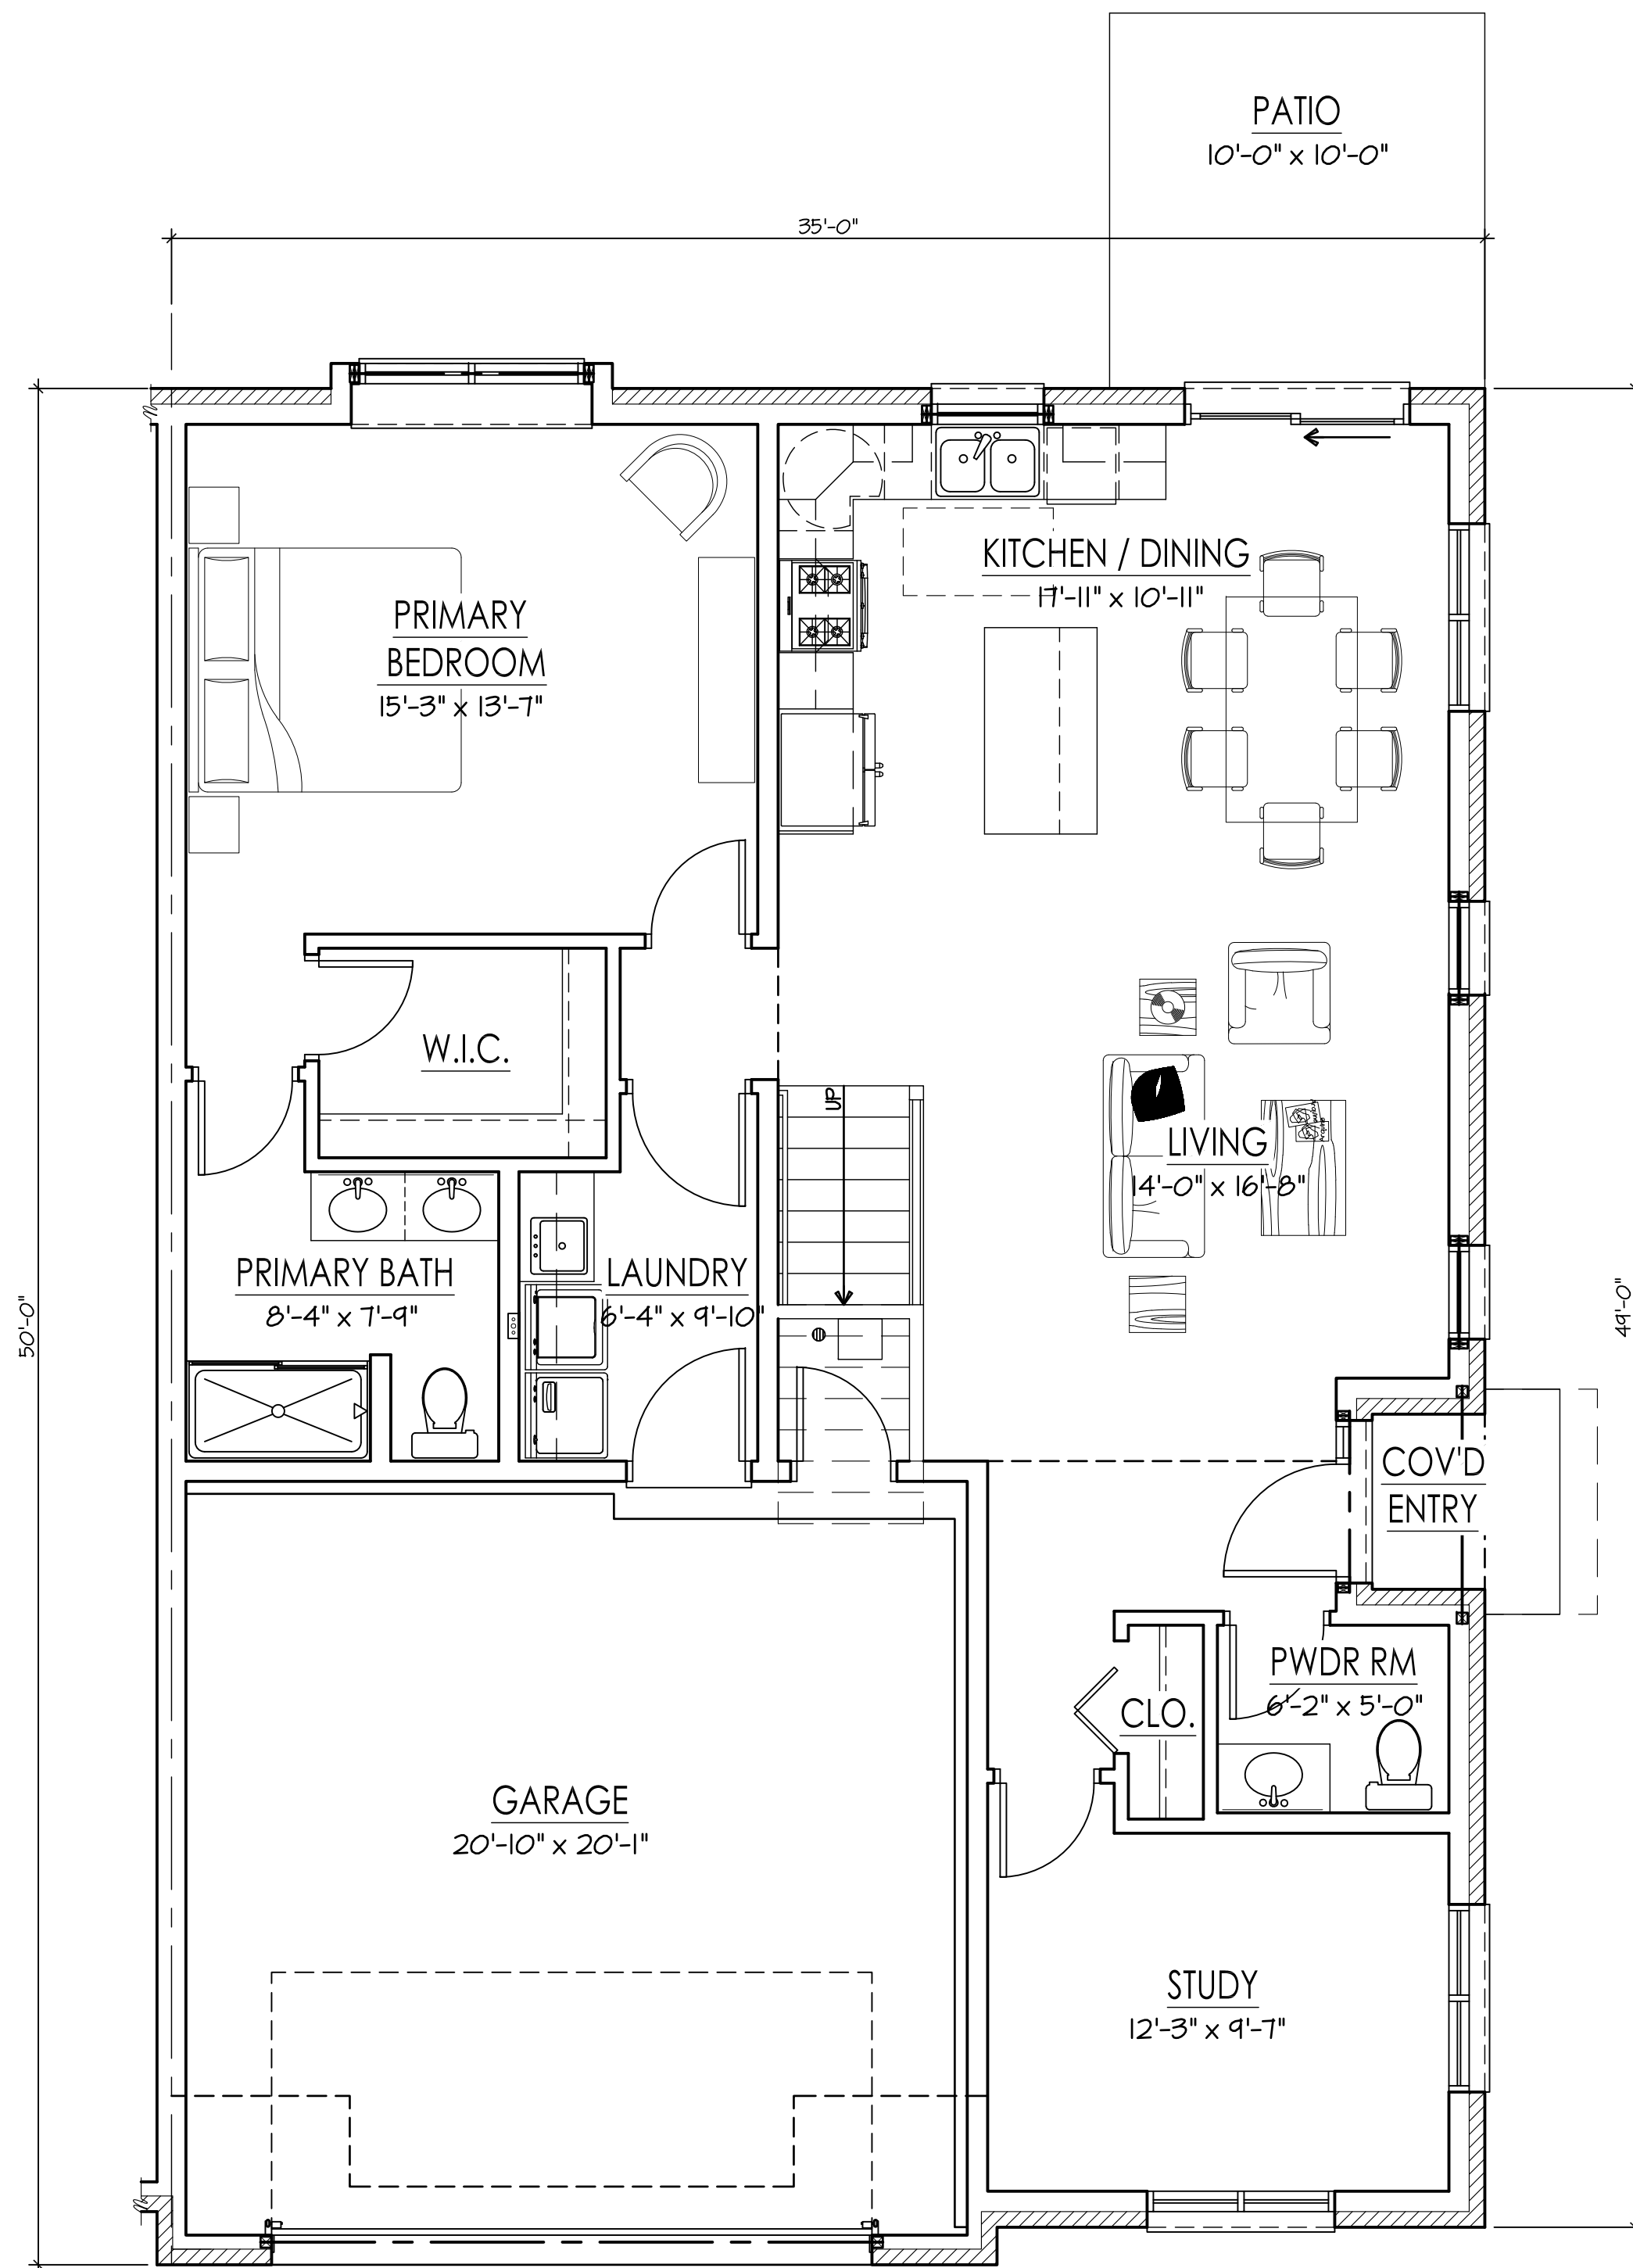 PATIO
10'-0" x 10'-0"
35'-0"
KITCHEN / DINING
17'-11" x 10'-11"
PRIMARY
BEDROOM
15'-3" x 13'-7"
W.I.C.
UP
LIVING
14'-0" x 16'-8"
PRIMARY BATH
8'-4" x 7'-9"
LAUNDRY
6'-4" x 9'-10"
50'-0"
49'-0"
COV'D
ENTRY
PWDR RM
6'-2" x 5'-0"
CLO.
GARAGE
20'-10" x 20'-1"
STUDY
12'-3" x 9'-7"